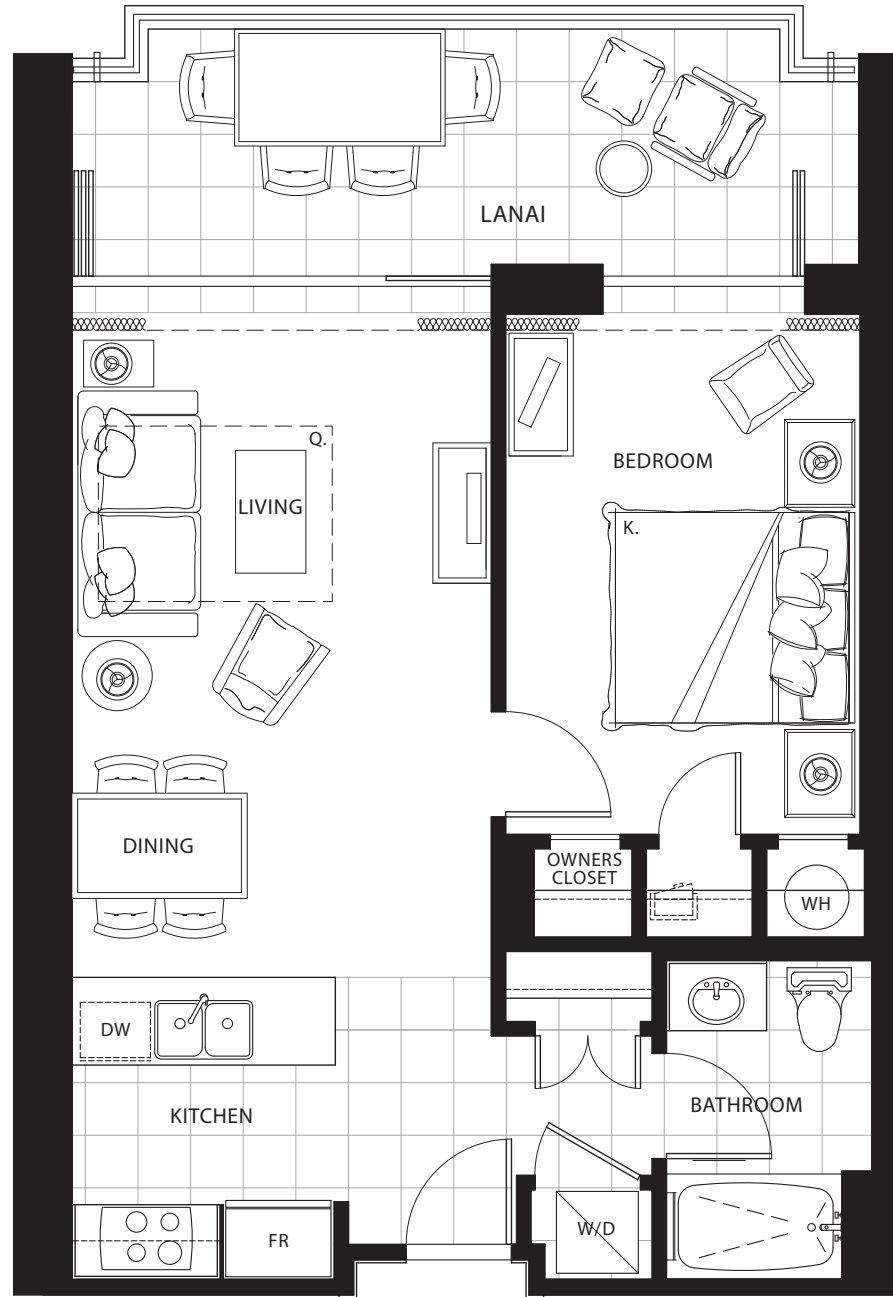 LANAI
Q.
LIVING
BEDROOM
K.
DINING
OWNERS
CLOSET
WH
DW
KITCHEN
BATHROOM
FR
W/D